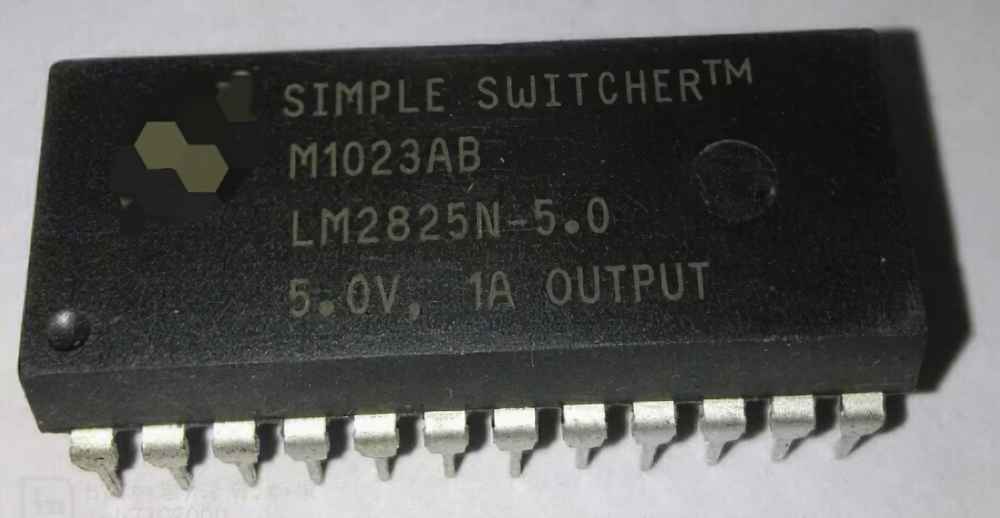 SIMPLE SWITCHER™
M1023AB
LM2825N-5.0
5.0V, 1A OUTPUT